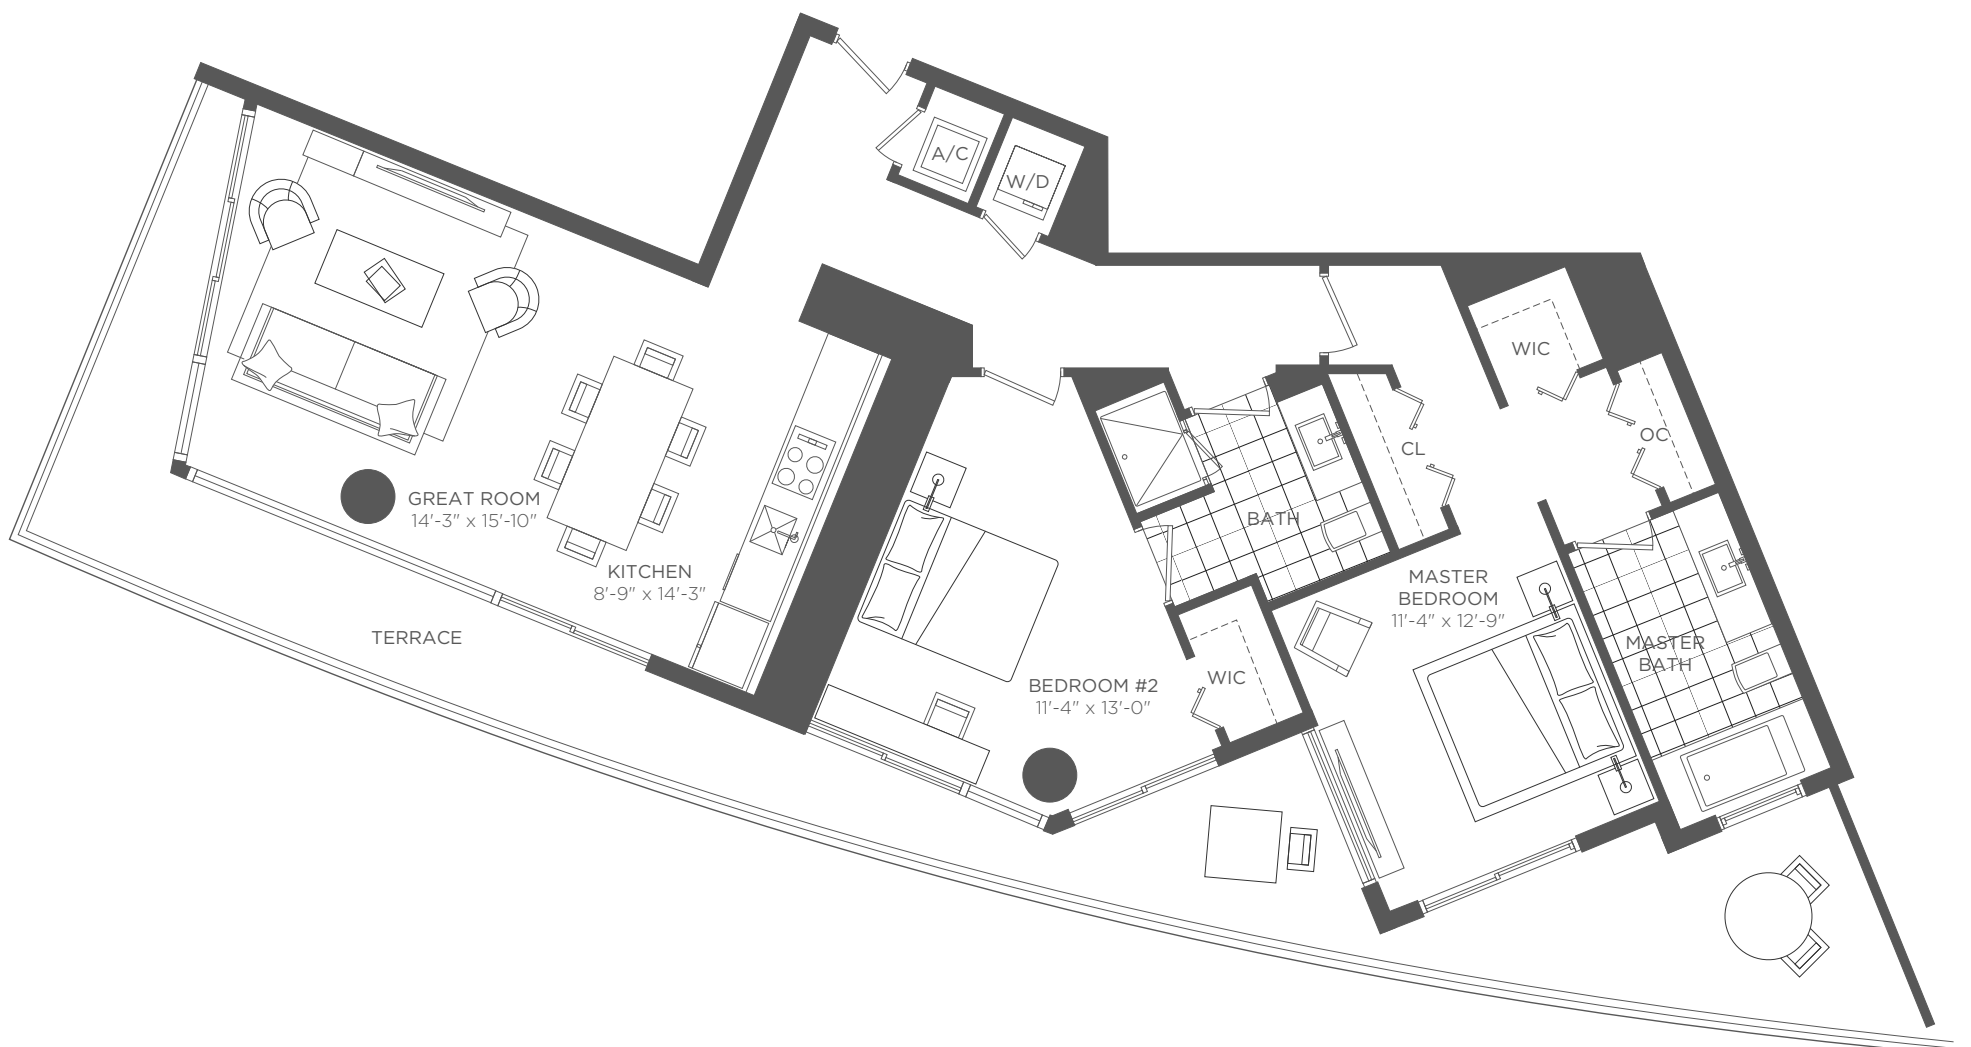 A/C
W/D
WIC
OC
CL
GREAT ROOM
14'-3" x 15'-10"
BATH
KITCHEN
8'-9" x 14'-3"
MASTER
BEDROOM
11'-4" x 12'-9"
TERRACE
MASTER
BATH
WIC
BEDROOM #2
11'-4" x 13'-0"